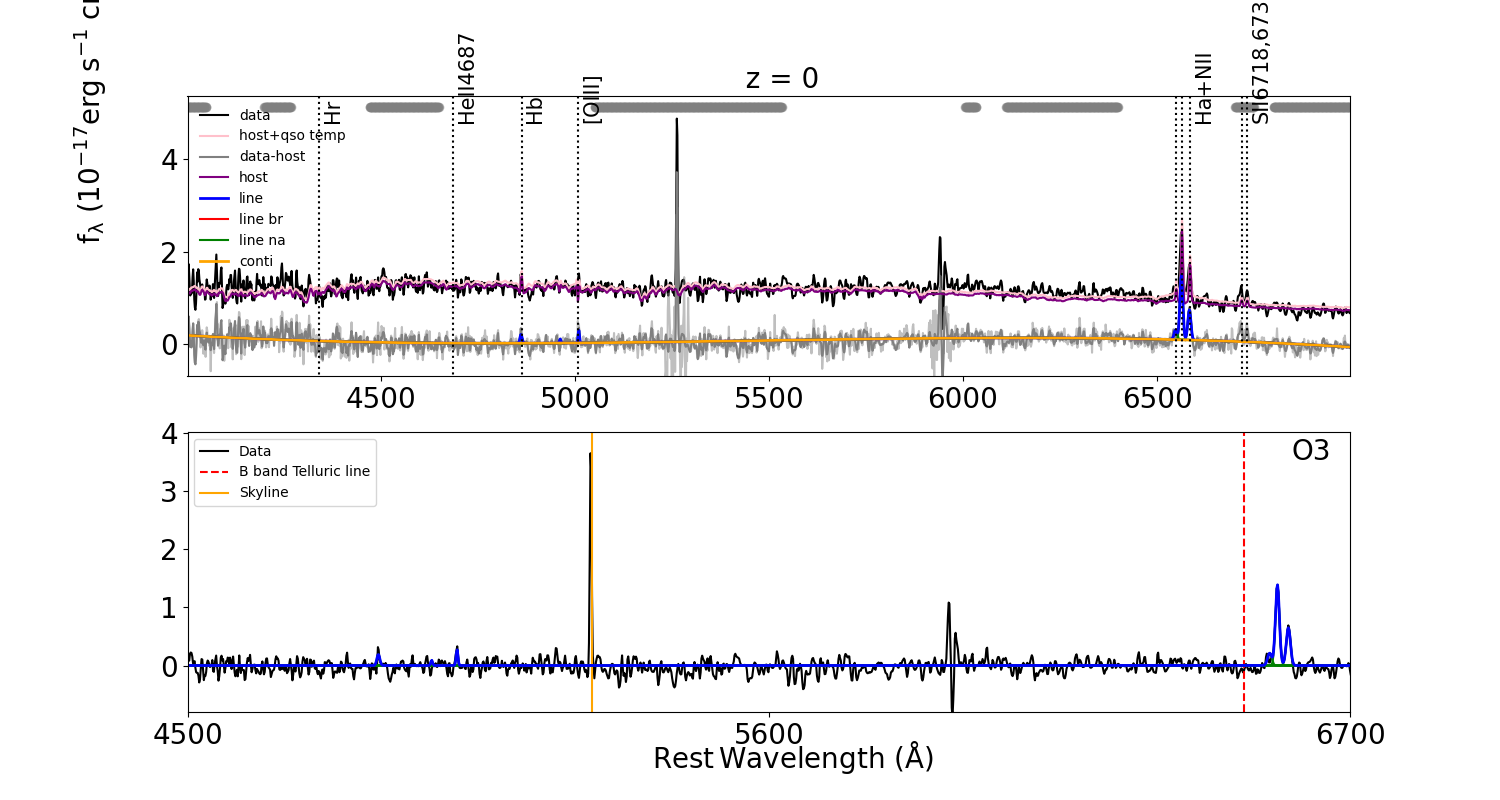 z = 0
fλ (10−17erg s−1 c
Hr
HeII4687
Hb
[OIII]
Ha+NII
SII6718,673
data
host+qso temp
data-host
host
line
line br
line na
conti
4
2
0
4500 5000 5500 6000 6500
O3
Data
B band Telluric line
Skyline
4
3
2
1
0
4500 5600 6700
Rest Wavelength (Å)